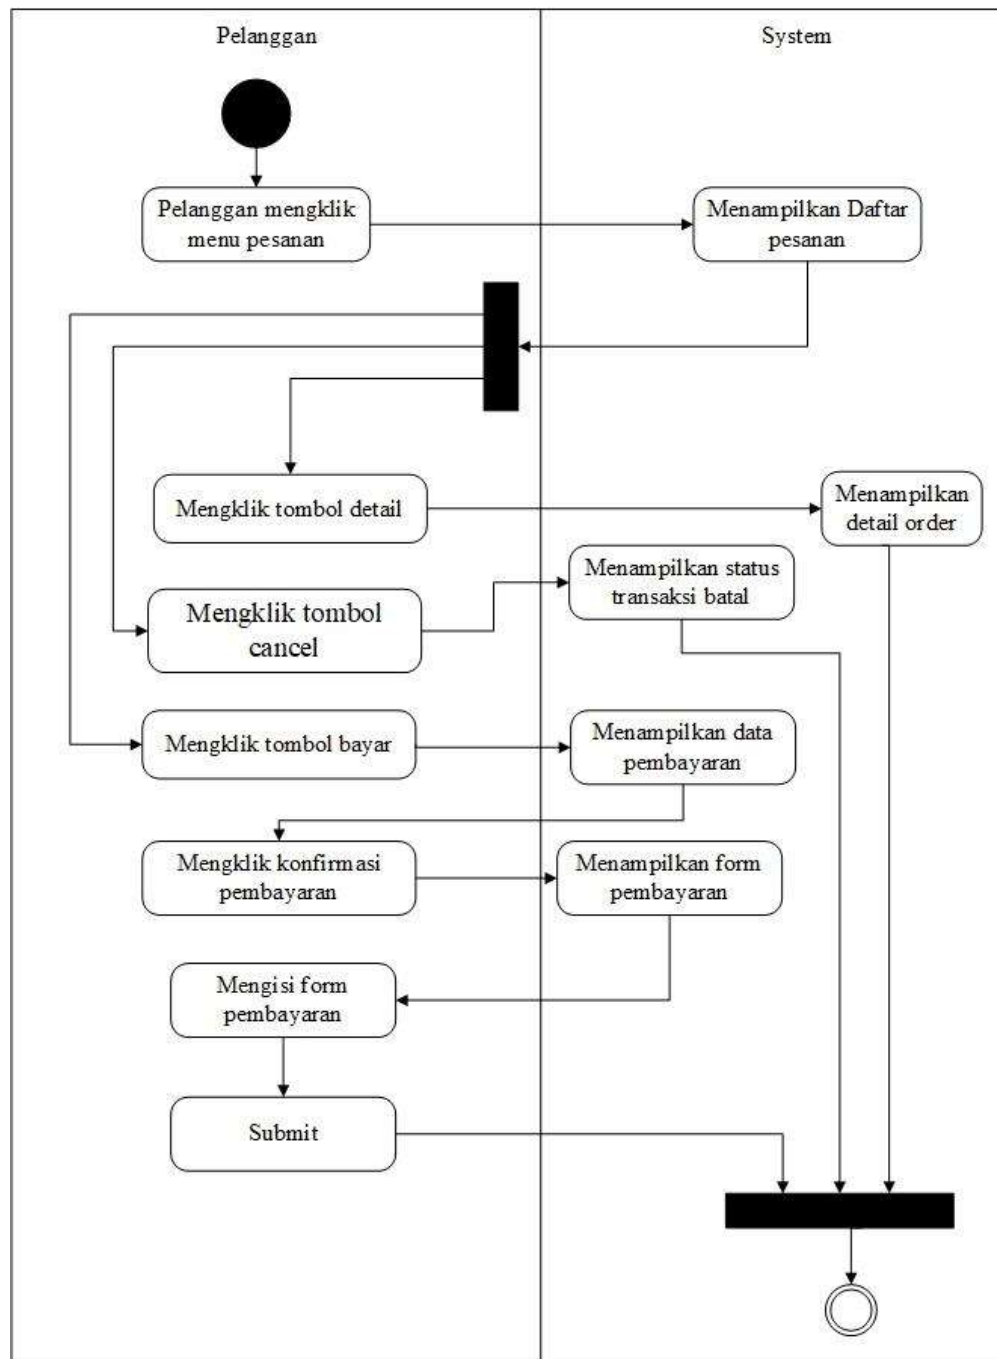 Pelanggan
System
Pelanggan mengklik
menu pesanan
Menampilkan Daftar
pesanan
Mengklik tombol detail
Menampilkan
detail order
Mengklik tombol
cancel
Menampilkan status
transaksi batal
Mengklik tombol bayar
Menampilkan data
pembayaran
Mengklik konfirmasi
pembayaran
Menampilkan form
pembayaran
Mengisi form
pembayaran
Submit